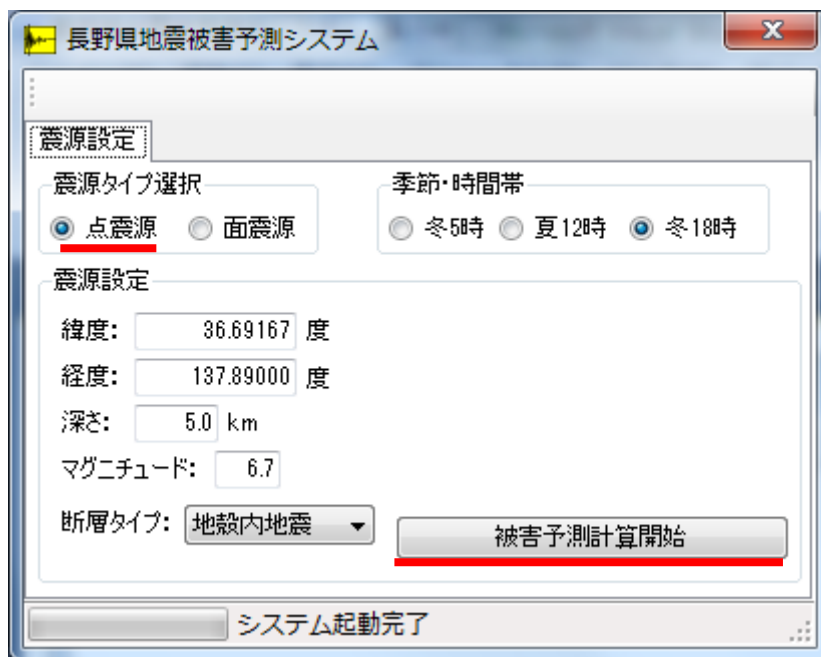 長野県地震被害予測システム
震源設定
震源タイプ選択
点震源 面震源
季節・時間帯
冬5時 夏12時 冬18時
震源設定
緯度: 36.69167 度
経度: 137.89000 度
深さ: 5.0 km
マグニチュード: 6.7
断層タイプ: 地殻内地震
被害予測計算開始
システム起動完了